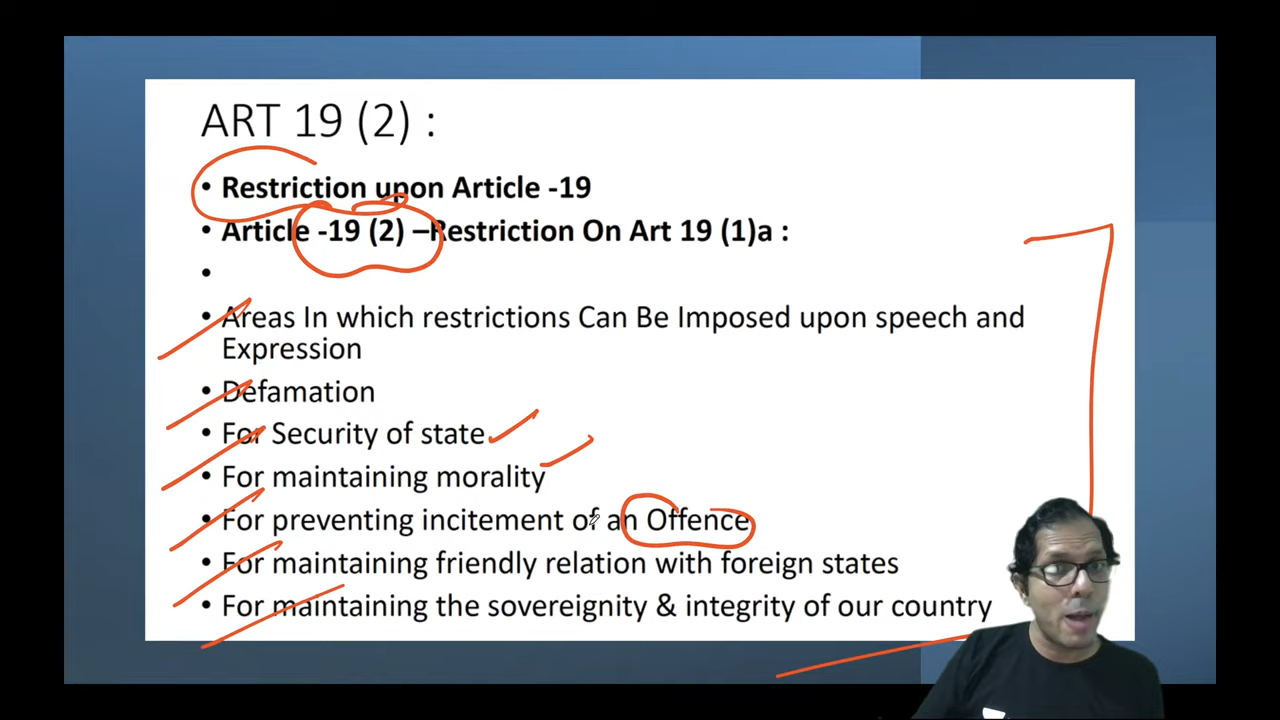 ART 19 (2) :
• Restriction upon Article -19
• Article -19 (2) –Restriction On Art 19 (1)a :
•
• Areas In which restrictions Can Be Imposed upon speech and
Expression
• Defamation
• For Security of state
• For maintaining morality
• For preventing incitement of an Offence
• For maintaining friendly relation with foreign states
• For maintaining the sovereignity & integrity of our country